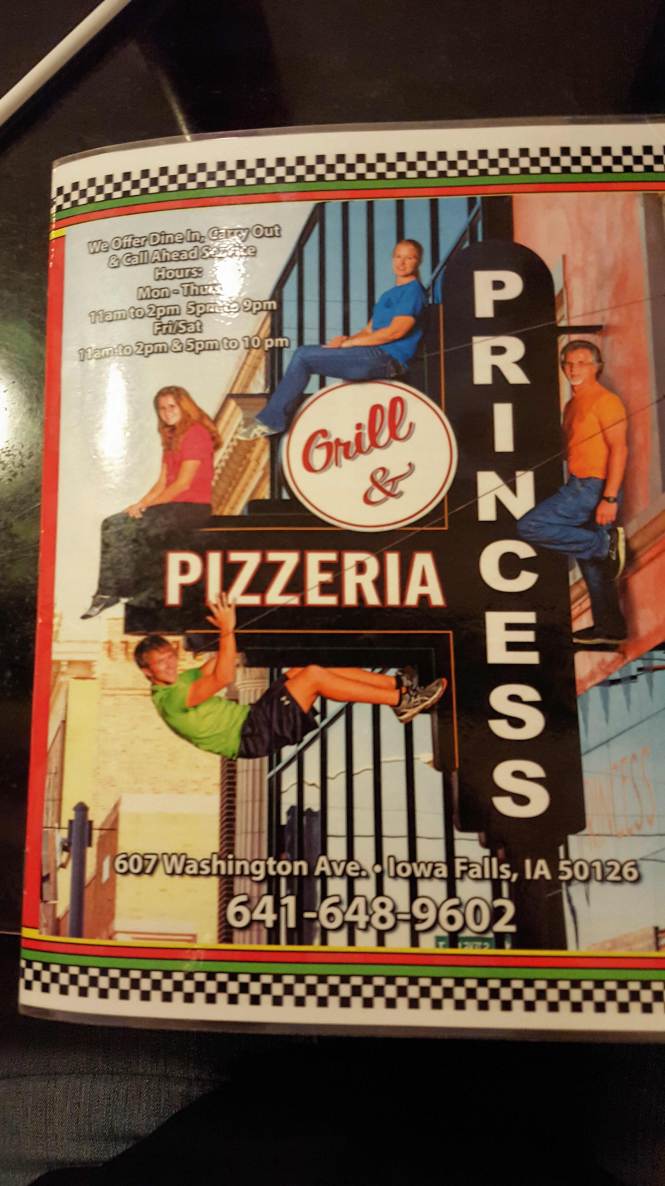 We Offer Dine In, Carry Out
& Call Ahead Service
Hours:
Mon - Thurs
11am to 2pm 5pm to 9pm
Fri/Sat
11am to 2pm & 5pm to 10 pm
Grill
&
PIZZERIA
PRINCESS
607 Washington Ave. • Iowa Falls, IA 50126
641-648-9602